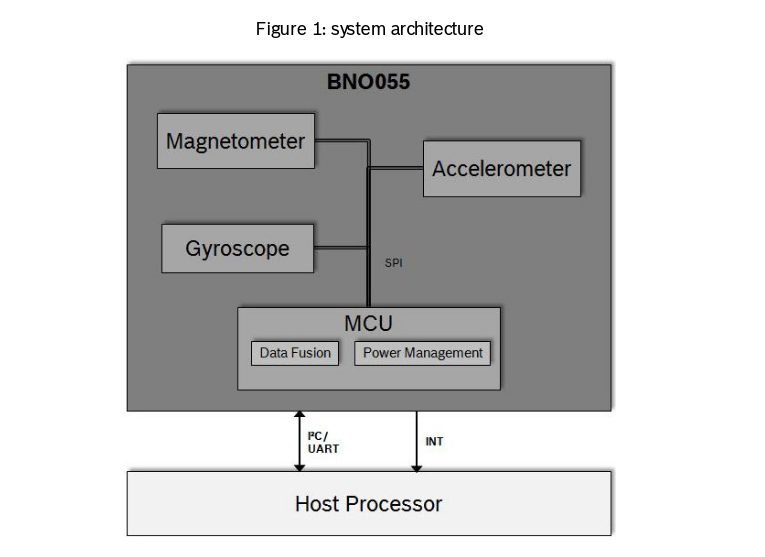 Figure 1: system architecture
BNO055
Magnetometer
Accelerometer
Gyroscope
SPI
MCU
Data Fusion
Power Management
I²C/
UART
INT
Host Processor